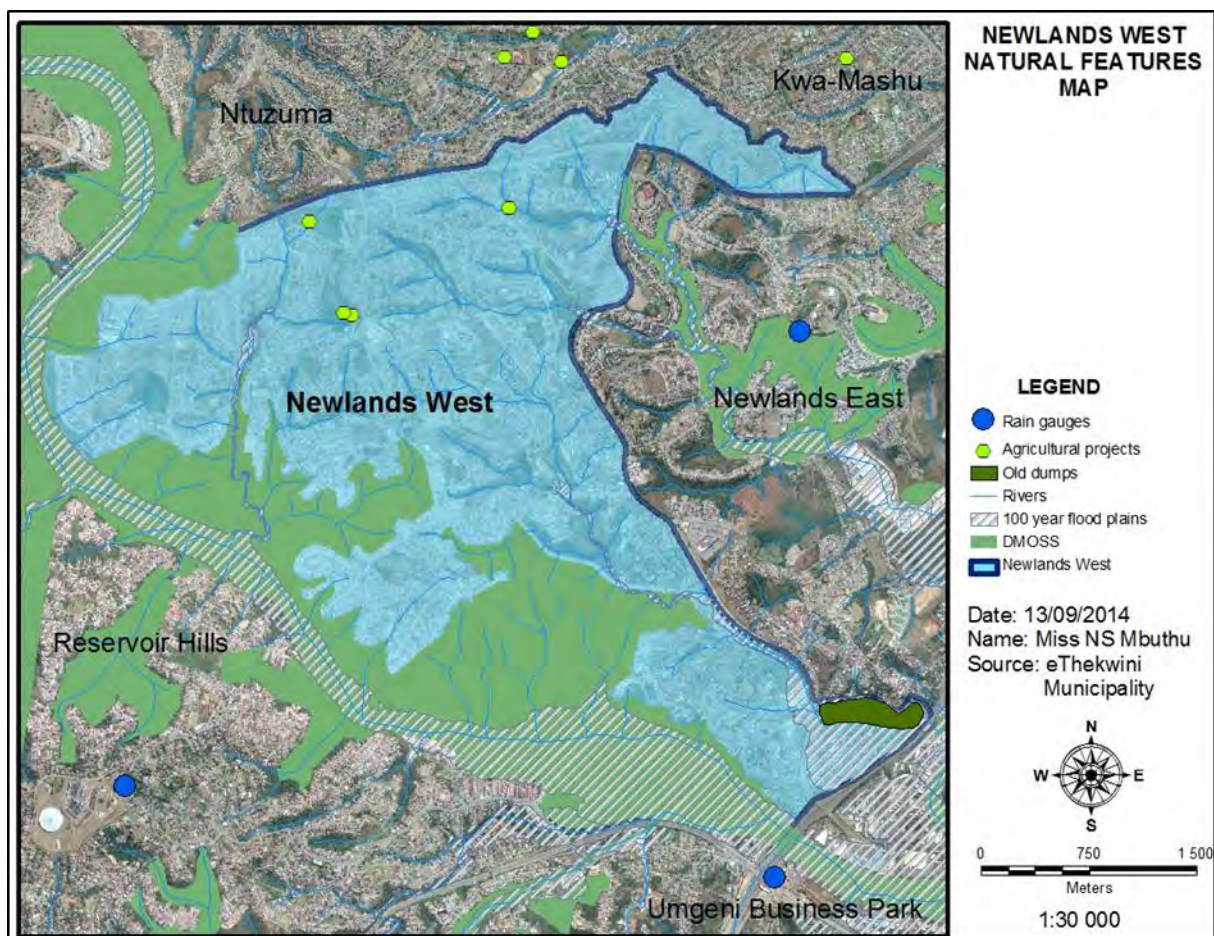 NEWLANDS WEST
NATURAL FEATURES
MAP
Kwa-Mashu
Ntuzuma
Newlands West
Newlands East
Reservoir Hills
Umgeni Business Park
LEGEND
Rain gauges
Agricultural projects
Old dumps
Rivers
100 year flood plains
DMOSS
Newlands West
Date: 13/09/2014
Name: Miss NS Mbuthu
Source: eThekwini
Municipality
N
W E
S
0 750 1 500
Meters
1:30 000